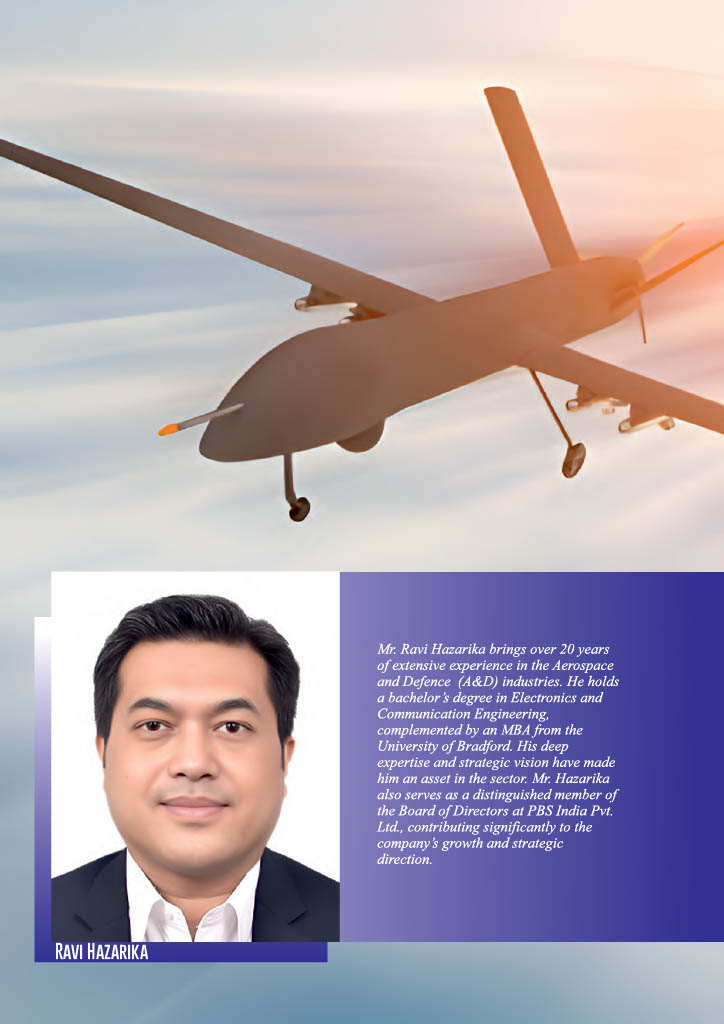 Mr. Ravi Hazarika brings over 20 years
of extensive experience in the Aerospace
and Defence  (A&D) industries. He holds
a bachelor's degree in Electronics and
Communication Engineering,
complemented by an MBA from the
University of Bradford. His deep
expertise and strategic vision have made
him an asset in the sector. Mr. Hazarika
also serves as a distinguished member of
the Board of Directors at PBS India Pvt.
Ltd., contributing significantly to the
company's growth and strategic
direction.
RAVI HAZARIKA